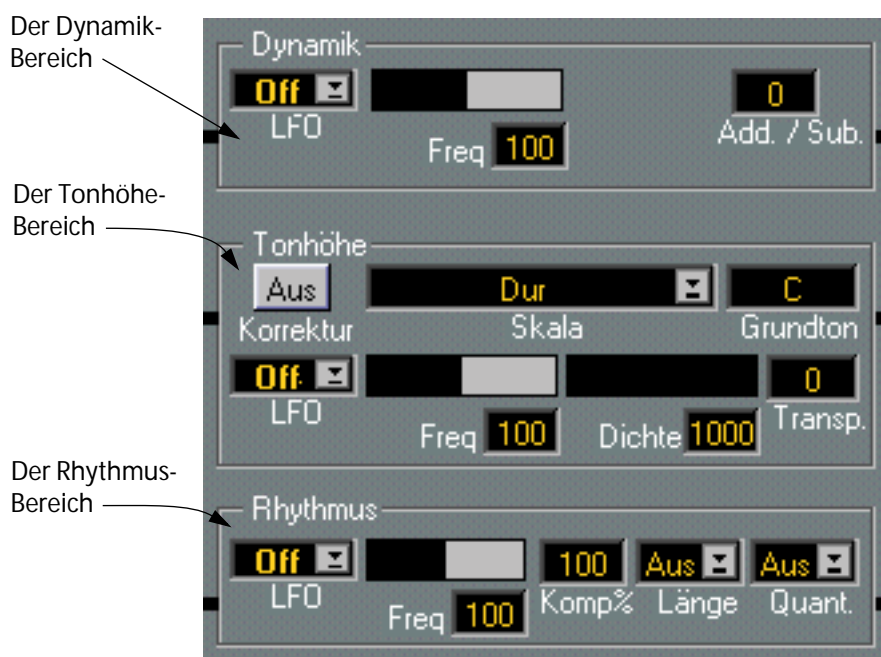 Der Dynamik-
Bereich
Dynamik
Off
LFO
Freq 100
0
Add. / Sub.
Der Tonhöhe-
Bereich
Tonhöhe
Aus Dur C
Korrektur Skala Grundton
Off
LFO
Freq 100 Dichte 1000
0
Transp.
Der Rhythmus-
Bereich
Rhythmus
Off 100 Aus Aus
LFO Freq 100 Komp% Länge Quant.